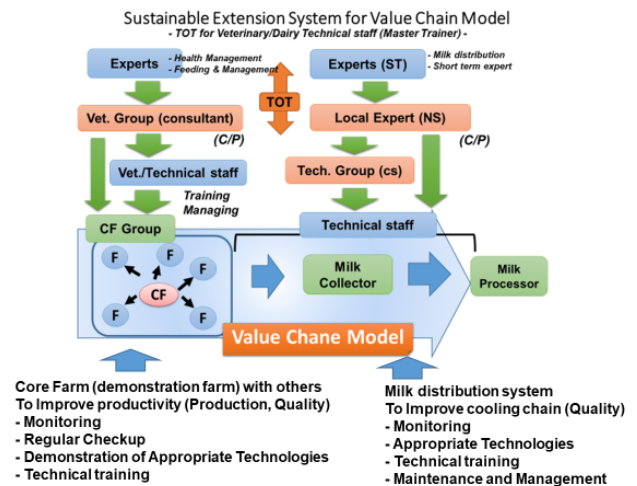 Sustainable Extension System for Value Chain Model
- TOT for Veterinary/Dairy Technical staff (Master Trainer) -
Experts
- Health Management
- Feeding & Management
Experts (ST)
- Milk distribution
- Short term expert
TOT
Vet. Group (consultant)
(C/P)
Local Expert (NS)
(C/P)
Vet./Technical staff
Tech. Group (cs)
Training
Managing
CF Group
Technical staff
F
F
F
F
CF
F
F
Milk
Collector
Milk
Processor
Value Chane Model
Core Farm (demonstration farm) with others
To Improve productivity (Production, Quality)
- Monitoring
- Regular Checkup
- Demonstration of Appropriate Technologies
- Technical training
Milk distribution system
To Improve cooling chain (Quality)
- Monitoring
- Appropriate Technologies
- Technical training
- Maintenance and Management